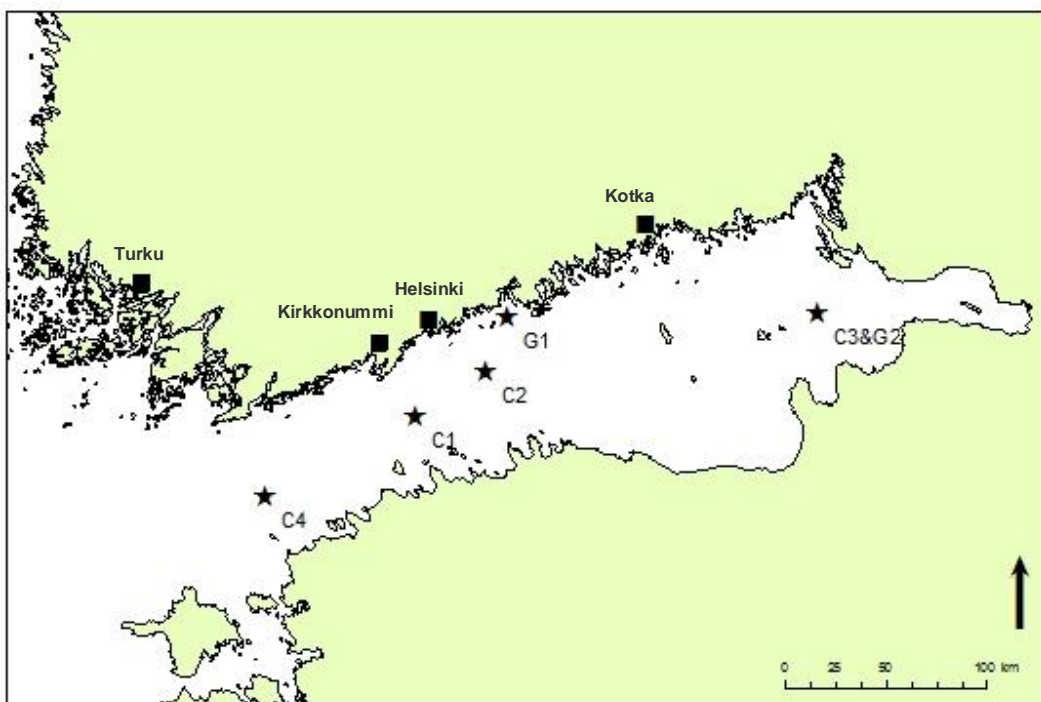 Kotka
Turku
Helsinki
Kirkkonummi
G1
C3&G2
C2
C1
C4
0 25 50 100 km